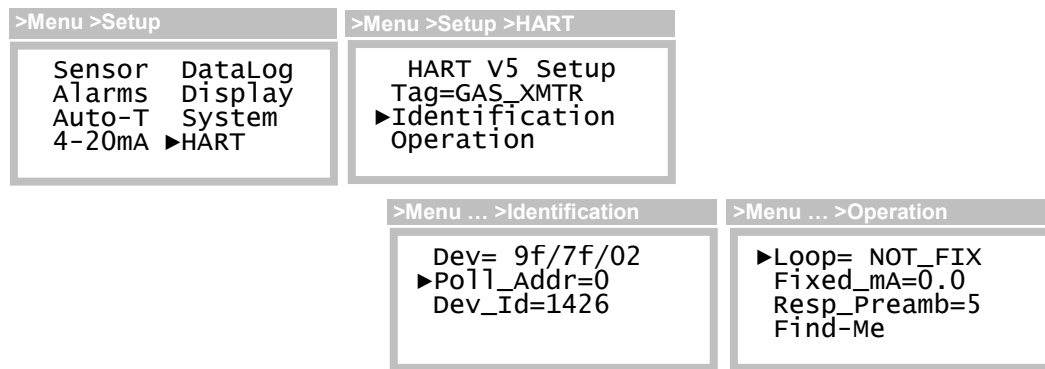 >Menu >Setup
Sensor DataLog
Alarms Display
Auto-T System
4-20mA ►HART
>Menu >Setup >HART
HART V5 Setup
Tag=GAS_XMTR
►Identification
Operation
>Menu … >Identification
Dev= 9f/7f/02
►Poll_Addr=0
Dev_Id=1426
>Menu … >Operation
►Loop= NOT_FIX
Fixed_mA=0.0
Resp_Preamb=5
Find-Me